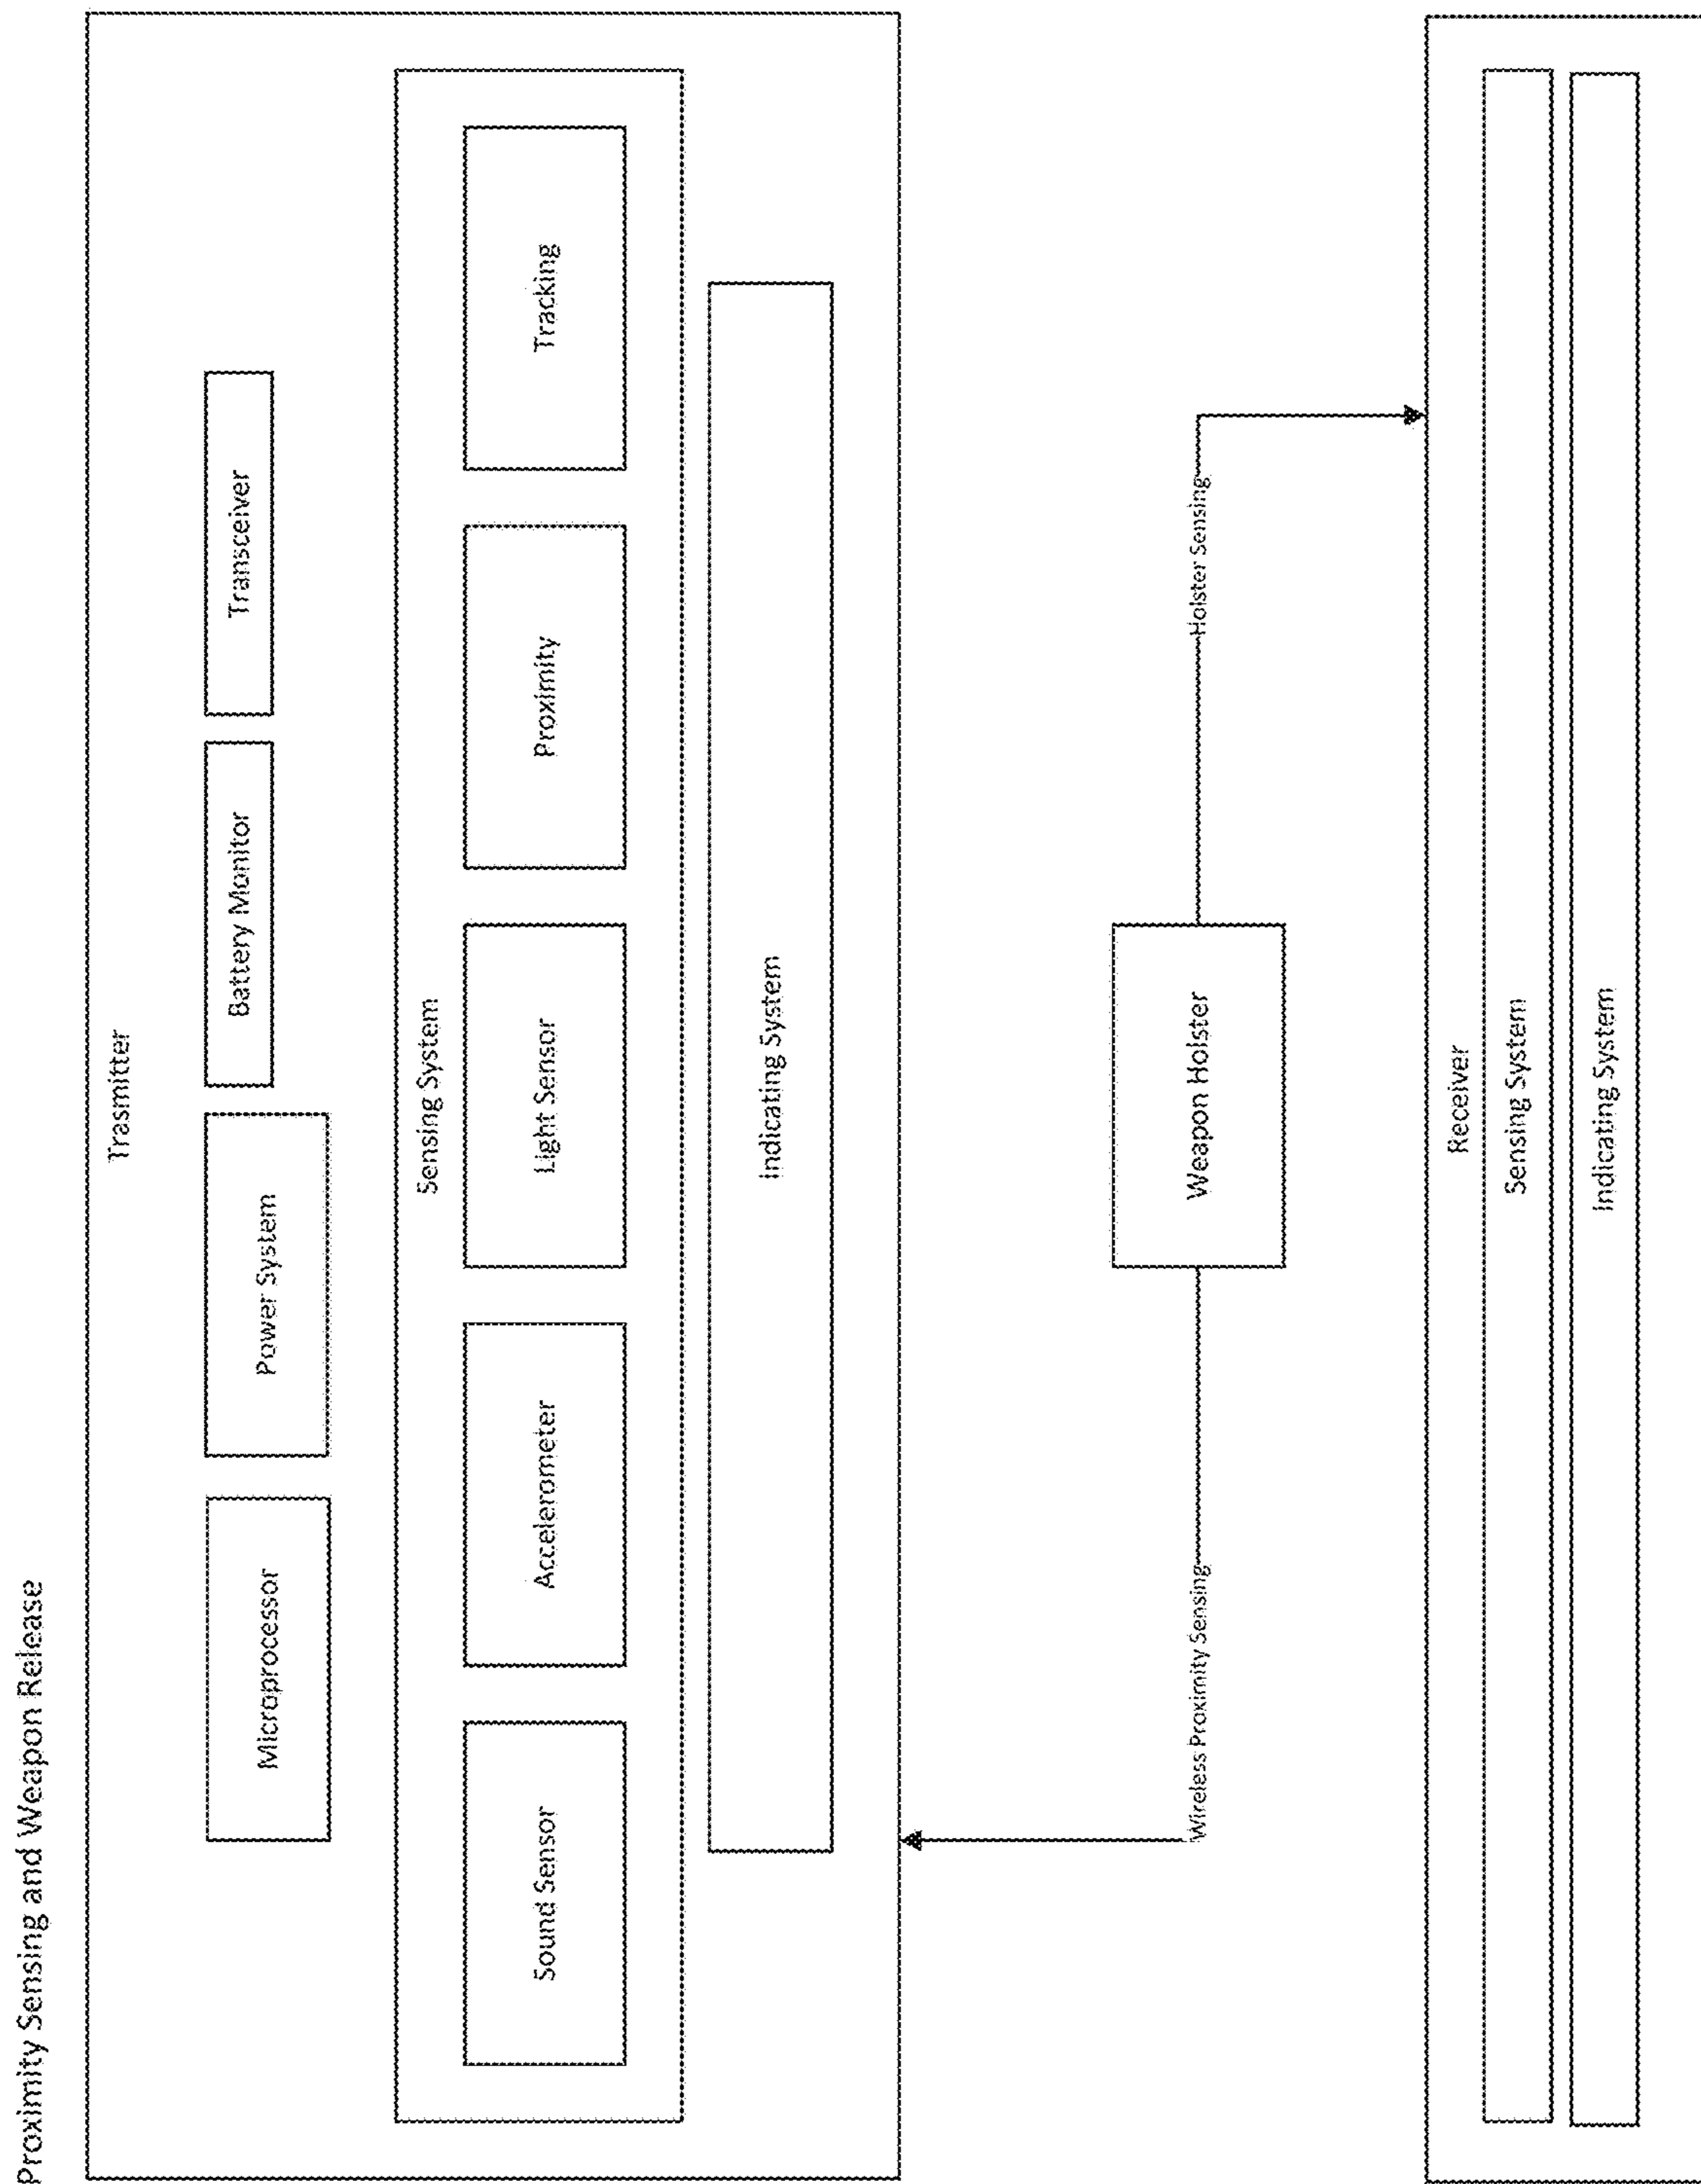 Proximity Sensing and Weapon Release
Trasmitter
Microprocessor
Power System
Battery Monitor
Transceiver
Sensing System
Sound Sensor
Accelerometer
Light Sensor
Proximity
Tracking
Indicating System
Wireless Proximity Sensing
Weapon Holster
Holster Sensing
Receiver
Sensing System
Indicating System